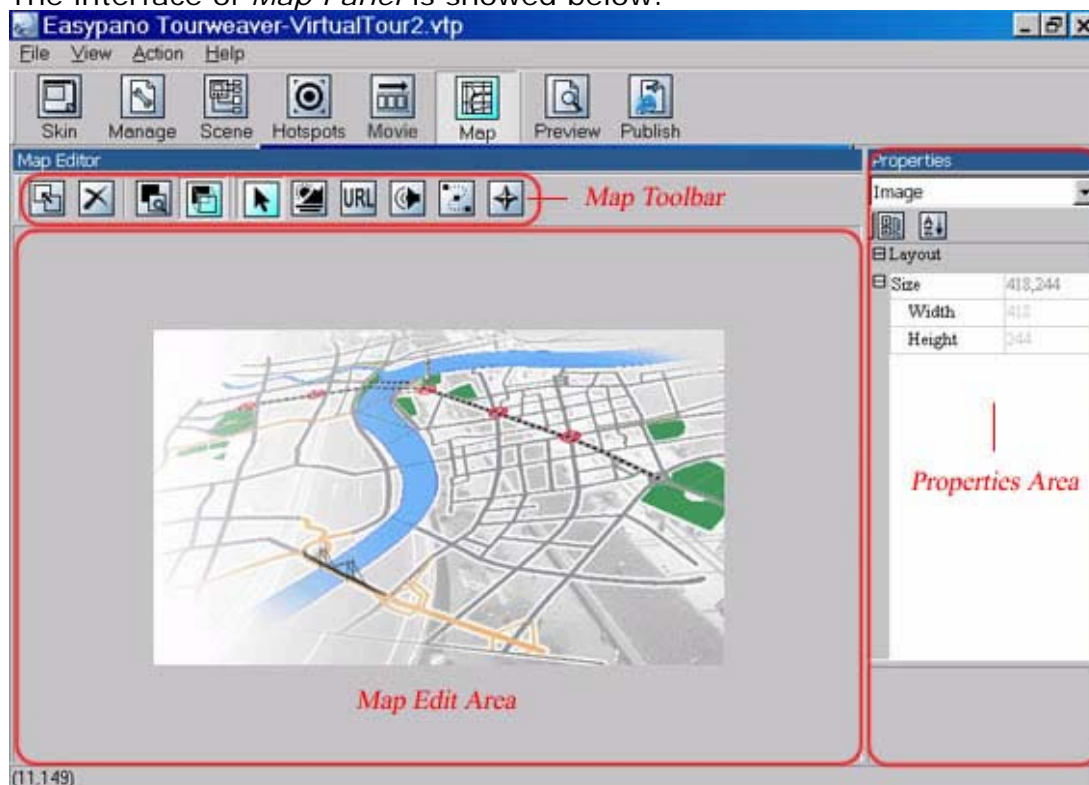 The interface of Map Panel is showed below:
Easypano Tourweaver-VirtualTour2.vtp
File View Action Help
Skin Manage Scene Hotspots Movie Map Preview Publish
Map Editor
Properties
URL
Map Toolbar
Image
Layout
Size 418,244
Width 418
Height 244
Properties Area
Map Edit Area
(11,149)